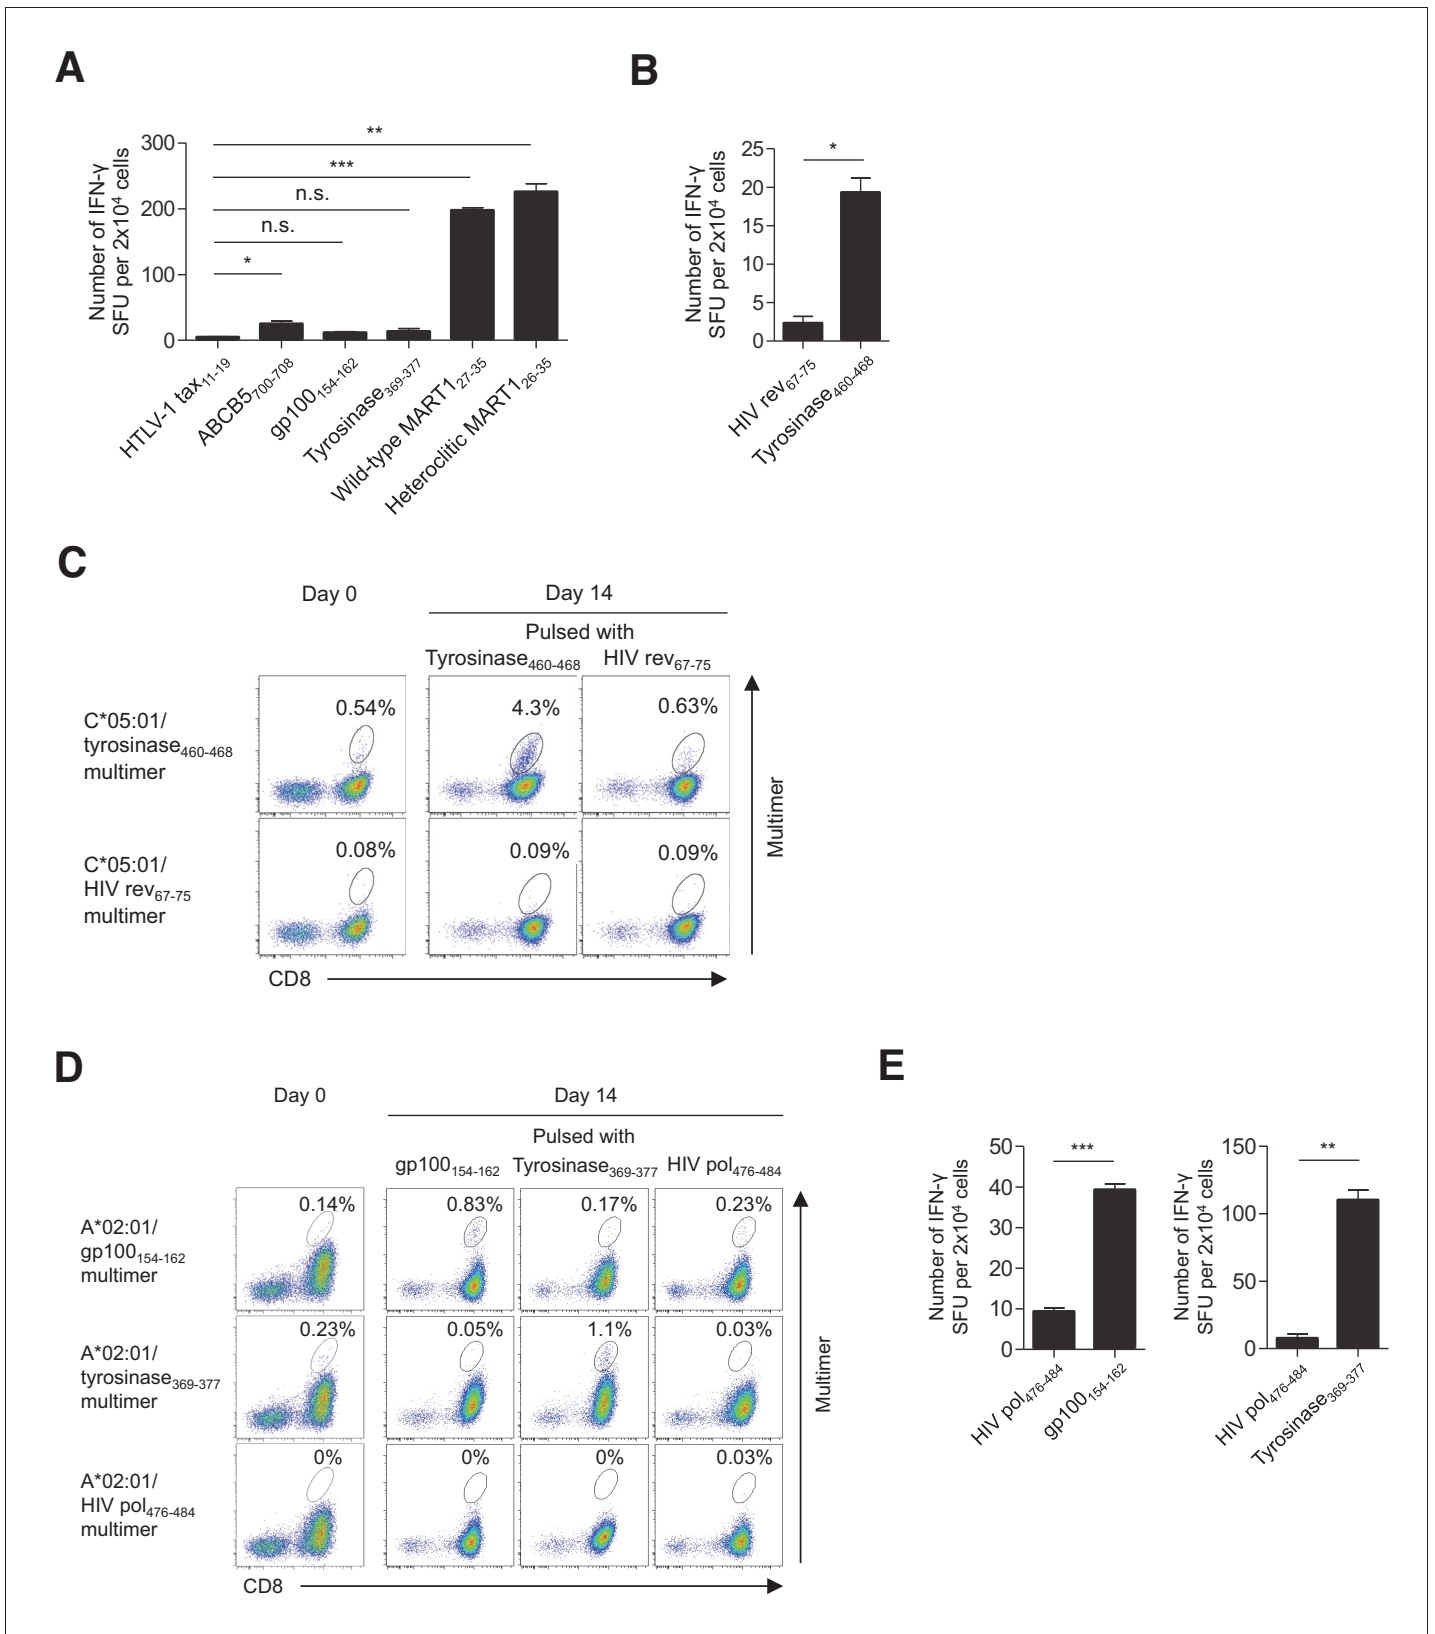 A
Number of IFN-γ
SFU per 2x10⁴ cells
300
200
100
0
**
***
n.s.
n.s.
*
HTLV-1 tax11-19
ABCB5700-708
gp100154-162
Tyrosinase369-377
Wild-type MART127-35
Heteroclitic MART126-35
B
Number of IFN-γ
SFU per 2x10⁴ cells
25
20
15
10
5
0
*
HIV rev67-75
Tyrosinase460-468
C
Day 0
Day 14
Pulsed with
Tyrosinase460-468
HIV rev67-75
C*05:01/
tyrosinase460-468
multimer
0.54%
4.3%
0.63%
C*05:01/
HIV rev67-75
multimer
0.08%
0.09%
0.09%
Multimer
CD8
D
Day 0
Day 14
Pulsed with
gp100154-162
Tyrosinase369-377
HIV pol476-484
A*02:01/
gp100154-162
multimer
0.14%
0.83%
0.17%
0.23%
A*02:01/
tyrosinase369-377
multimer
0.23%
0.05%
1.1%
0.03%
A*02:01/
HIV pol476-484
multimer
0%
0%
0%
0.03%
Multimer
CD8
E
Number of IFN-γ
SFU per 2x10⁴ cells
50
40
30
20
10
0
***
HIV pol476-484
gp100154-162
Number of IFN-γ
SFU per 2x10⁴ cells
150
100
50
0
**
HIV pol476-484
Tyrosinase369-377